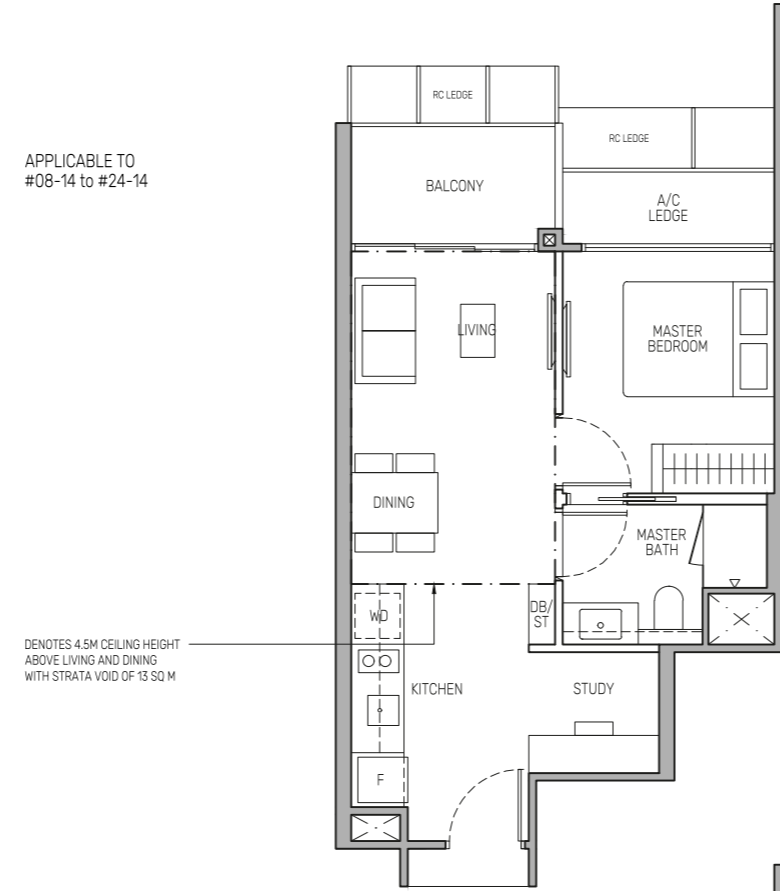 RC LEDGE
RC LEDGE
APPLICABLE TO
#08-14 to #24-14
BALCONY
A/C
LEDGE
LIVING
MASTER
BEDROOM
DINING
MASTER
BATH
WD
DB/
ST
DENOTES 4.5M CEILING HEIGHT
ABOVE LIVING AND DINING
WITH STRATA VOID OF 13 SQ M
KITCHEN
STUDY
F